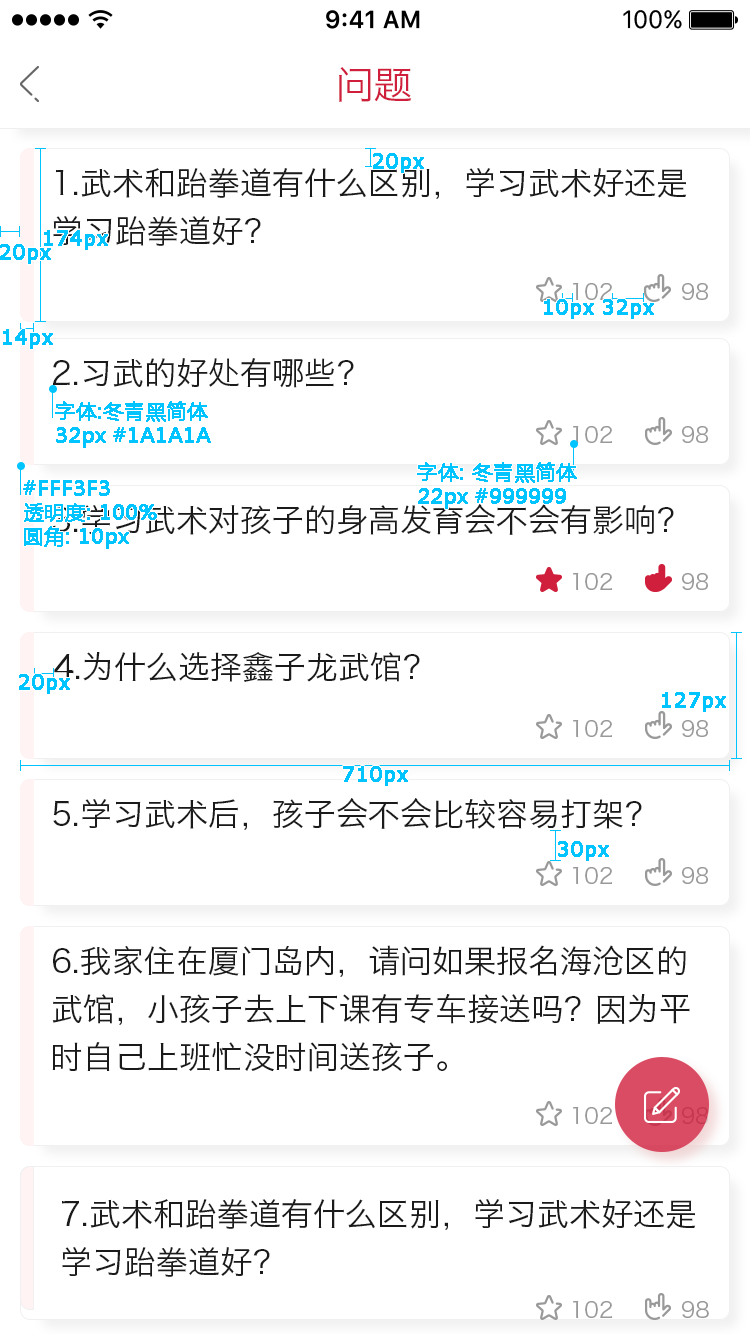 9:41 AM
100%
问题
20px
1.武术和跆拳道有什么区别，学习武术好还是
学习跆拳道好？
174px
20px
102
98
10px 32px
14px
2.习武的好处有哪些？
字体:冬青黑简体
32px #1A1A1A
102
98
字体: 冬青黑简体
22px #999999
#FFF3F3
透明度: 100%
圆角: 10px
3.学习武术对孩子的身高发育会不会有影响？
102
98
4.为什么选择鑫子龙武馆？
20px
127px
102
98
710px
5.学习武术后，孩子会不会比较容易打架？
30px
102
98
6.我家住在厦门岛内，请问如果报名海沧区的
武馆，小孩子去上下课有专车接送吗？因为平
时自己上班忙没时间送孩子。
102
98
7.武术和跆拳道有什么区别，学习武术好还是
学习跆拳道好？
102
98